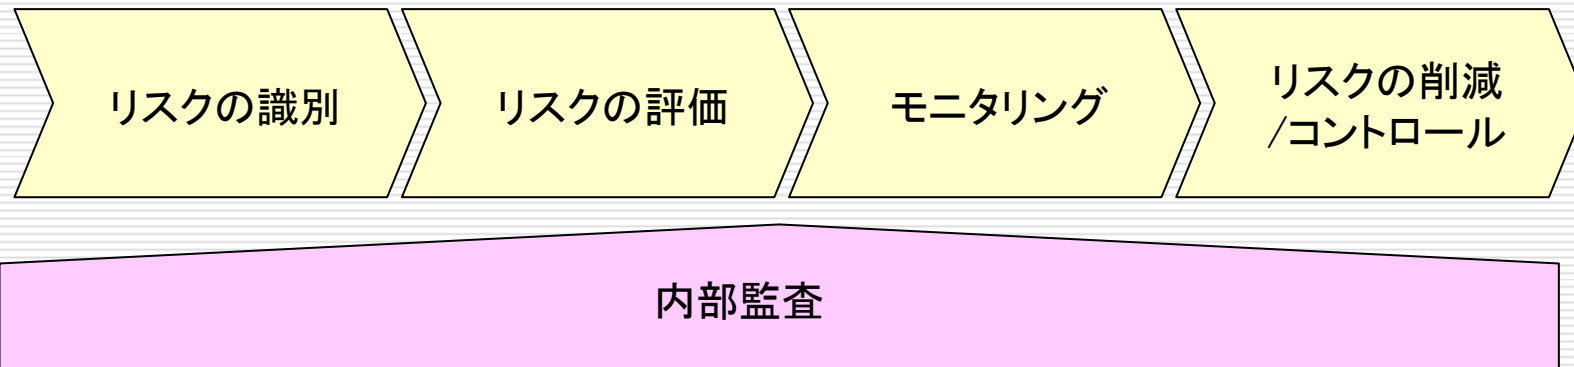 リスクの識別
リスクの評価
モニタリング
リスクの削減
/コントロール
内部監査